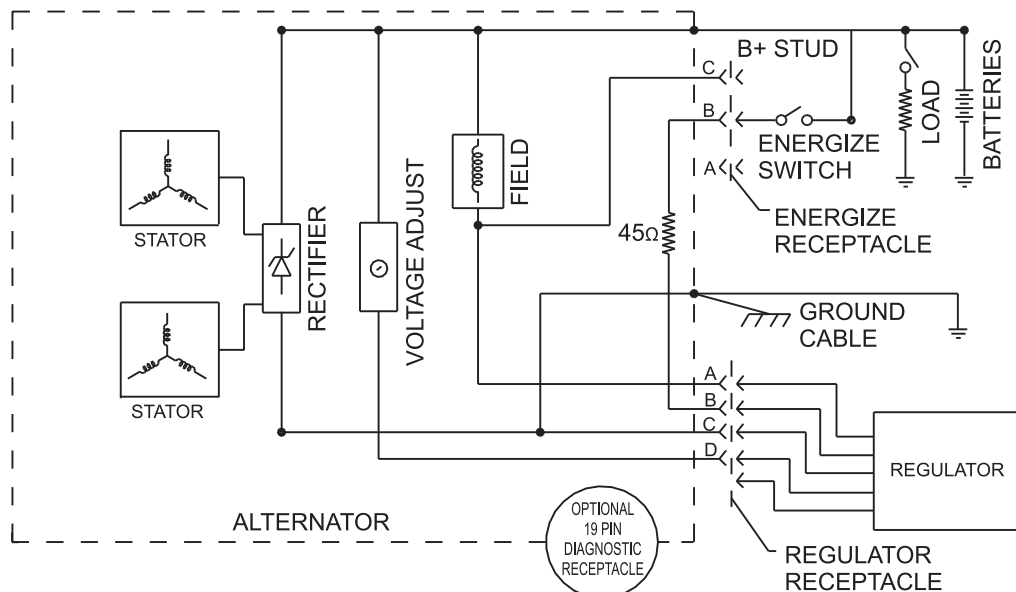 B+ STUD
C
B
A
ENERGIZE
SWITCH
LOAD
BATTERIES
ENERGIZE
RECEPTACLE
STATOR
STATOR
RECTIFIER
VOLTAGE ADJUST
FIELD
45Ω
GROUND
CABLE
A
B
C
D
REGULATOR
REGULATOR
RECEPTACLE
ALTERNATOR
OPTIONAL
19 PIN
DIAGNOSTIC
RECEPTACLE